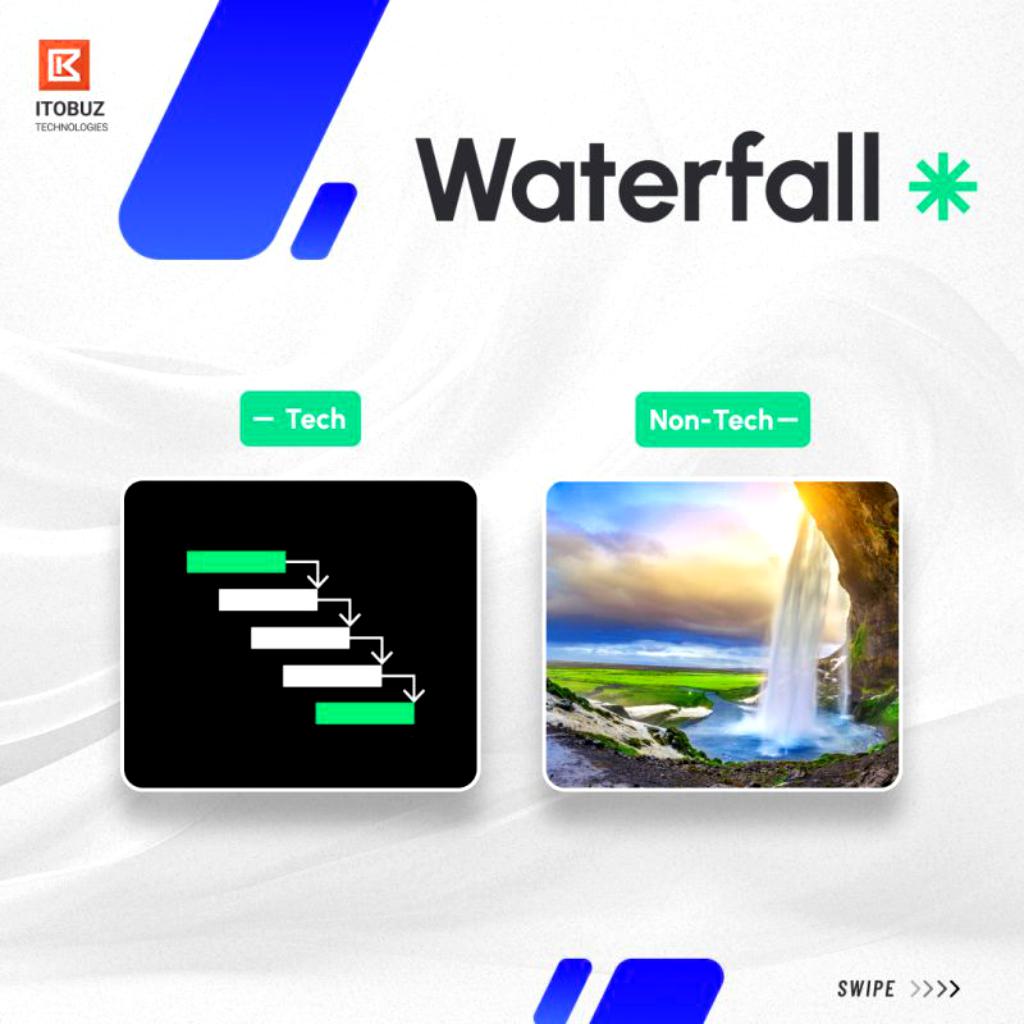 ITOBUZ
TECHNOLOGIES
Waterfall
– Tech
Non-Tech–
SWIPE >>>>